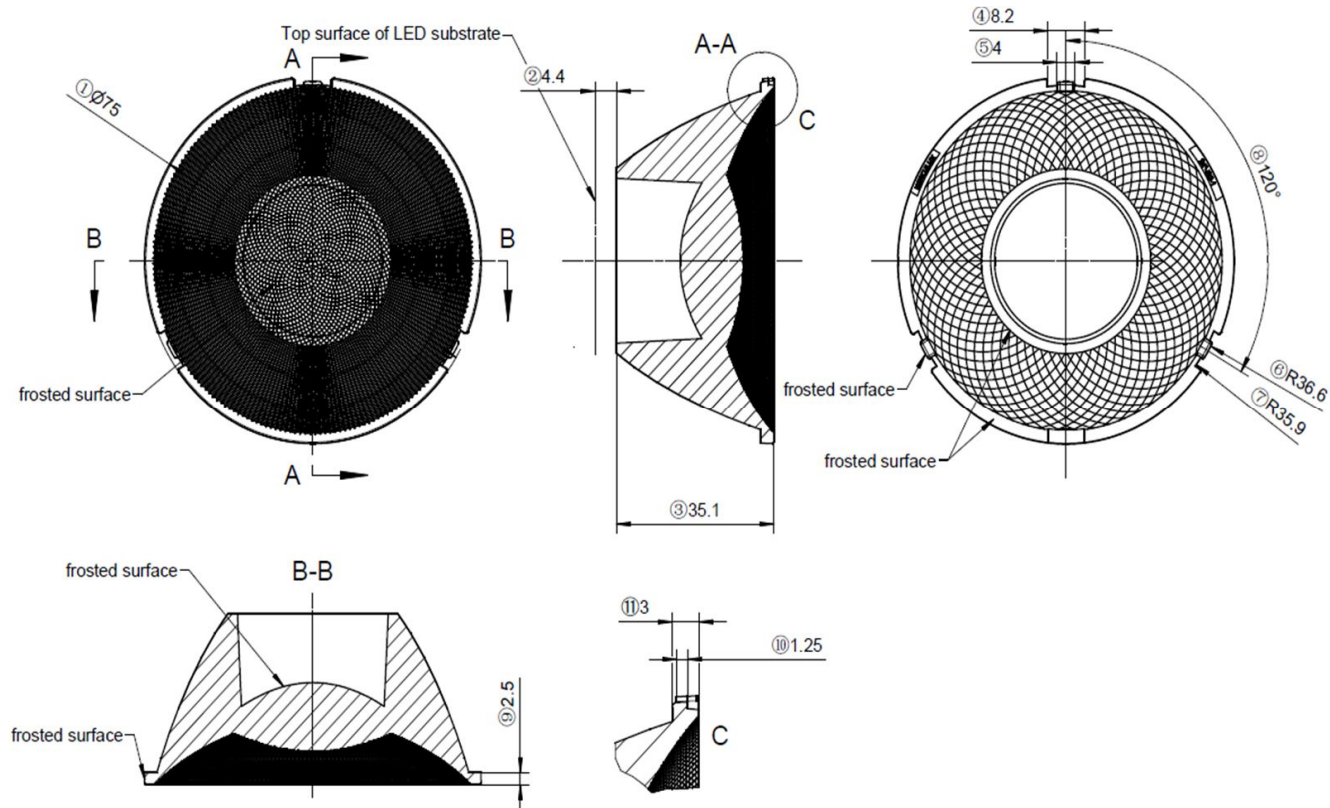 Top surface of LED substrate
A
A-A
④8.2
⑤4
①Ø75
②4.4
C
⑧120°
B
B
frosted surface
frosted surface
⑥R36.6
⑦R35.9
frosted surface
A
③35.1
frosted surface
B-B
⑪3
⑩1.25
⑨2.5
frosted surface
C